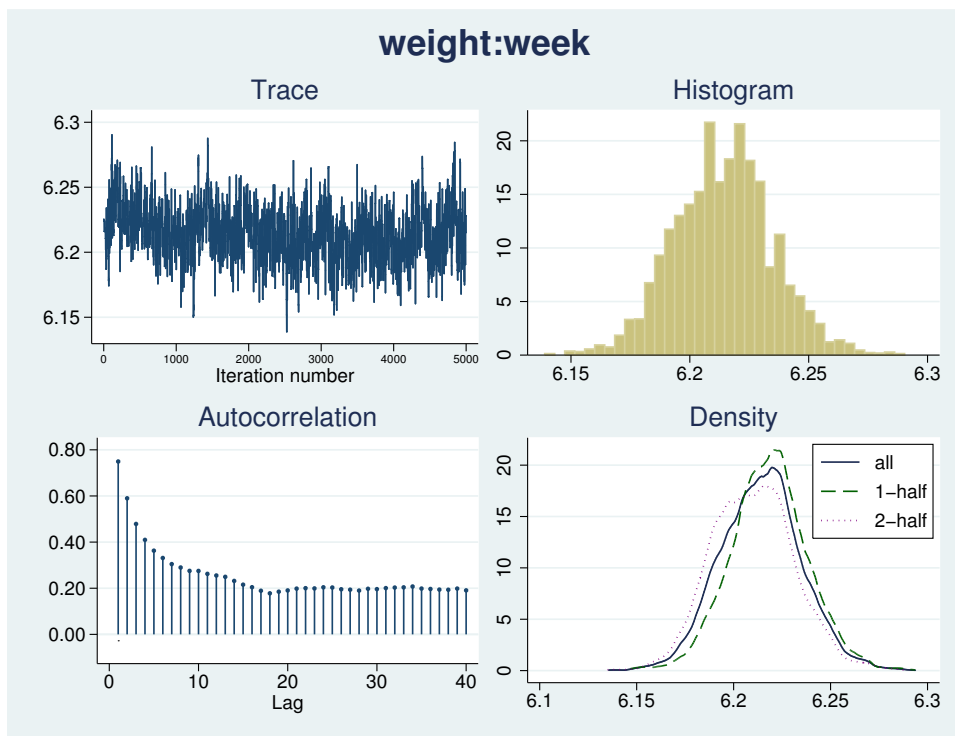 weight:week
Trace
6.3
6.25
6.2
6.15
0 1000 2000 3000 4000 5000
Iteration number
Histogram
20
15
10
5
0
6.15 6.2 6.25 6.3
Autocorrelation
0.80
0.60
0.40
0.20
0.00
0 10 20 30 40
Lag
Density
20
15
10
5
0
6.1 6.15 6.2 6.25 6.3
all
1−half
2−half